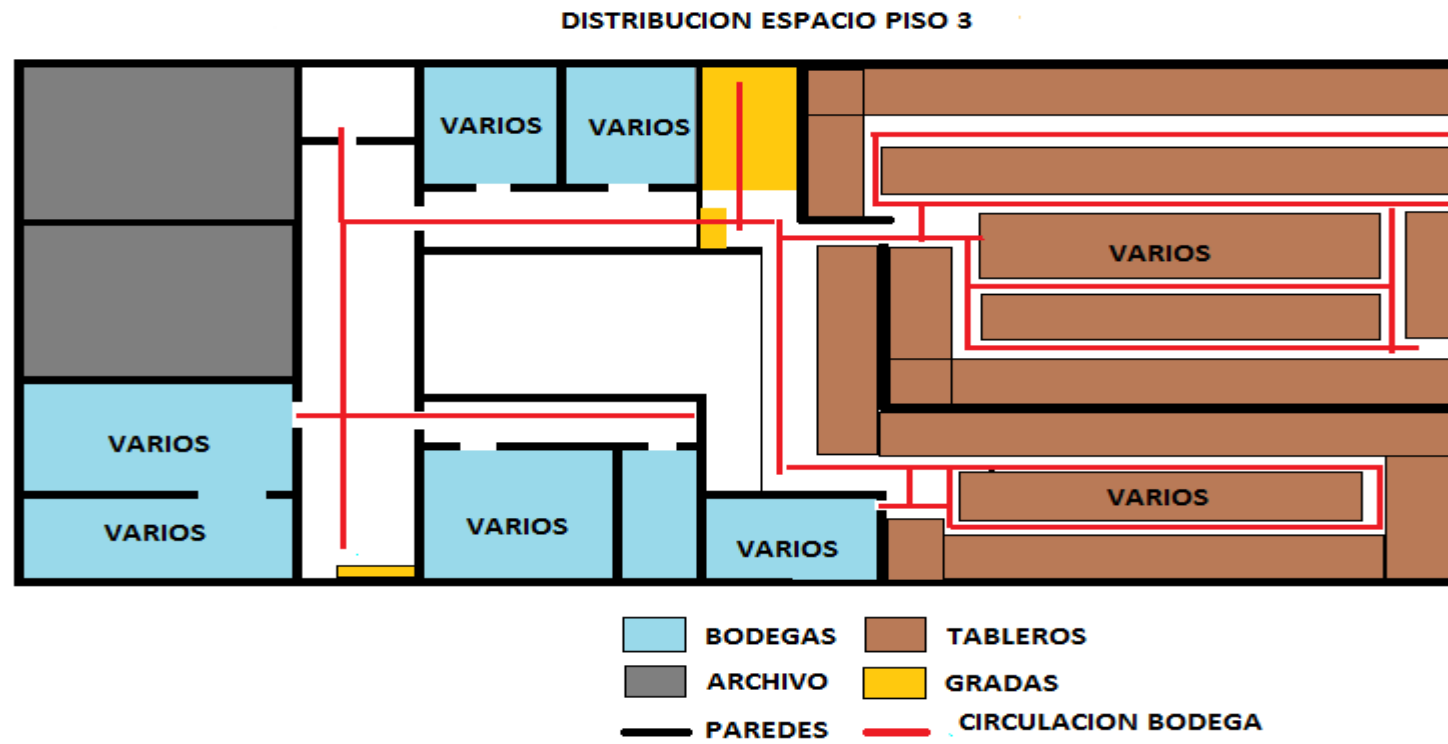 DISTRIBUCION ESPACIO PISO 3
VARIOS
VARIOS
VARIOS
VARIOS
VARIOS
VARIOS
VARIOS
VARIOS
VARIOS
BODEGAS
TABLEROS
ARCHIVO
GRADAS
PAREDES
CIRCULACION BODEGA